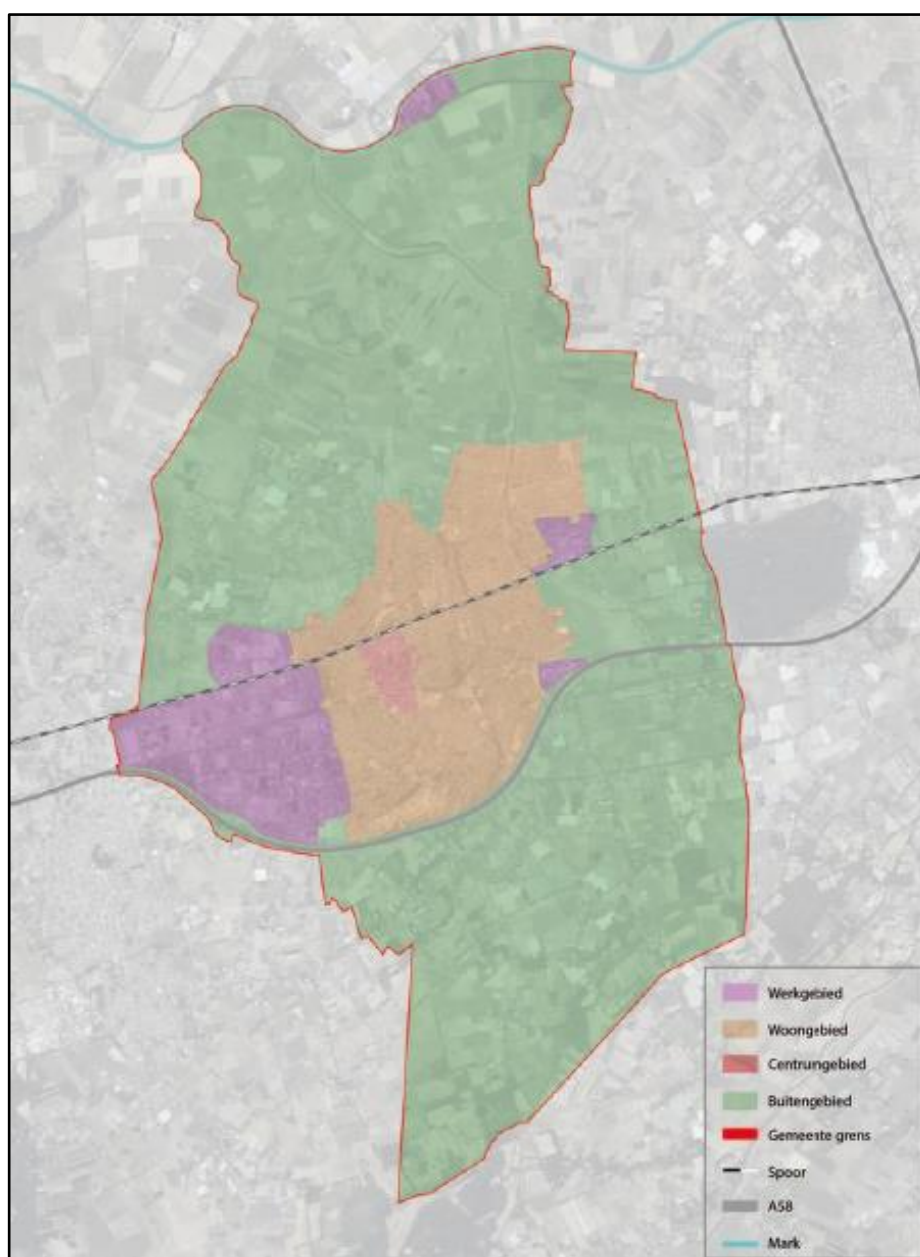 Werkgebied
Woongebied
Centrumgebied
Buitengebied
Gemeente grens
Spoor
A58
Mark